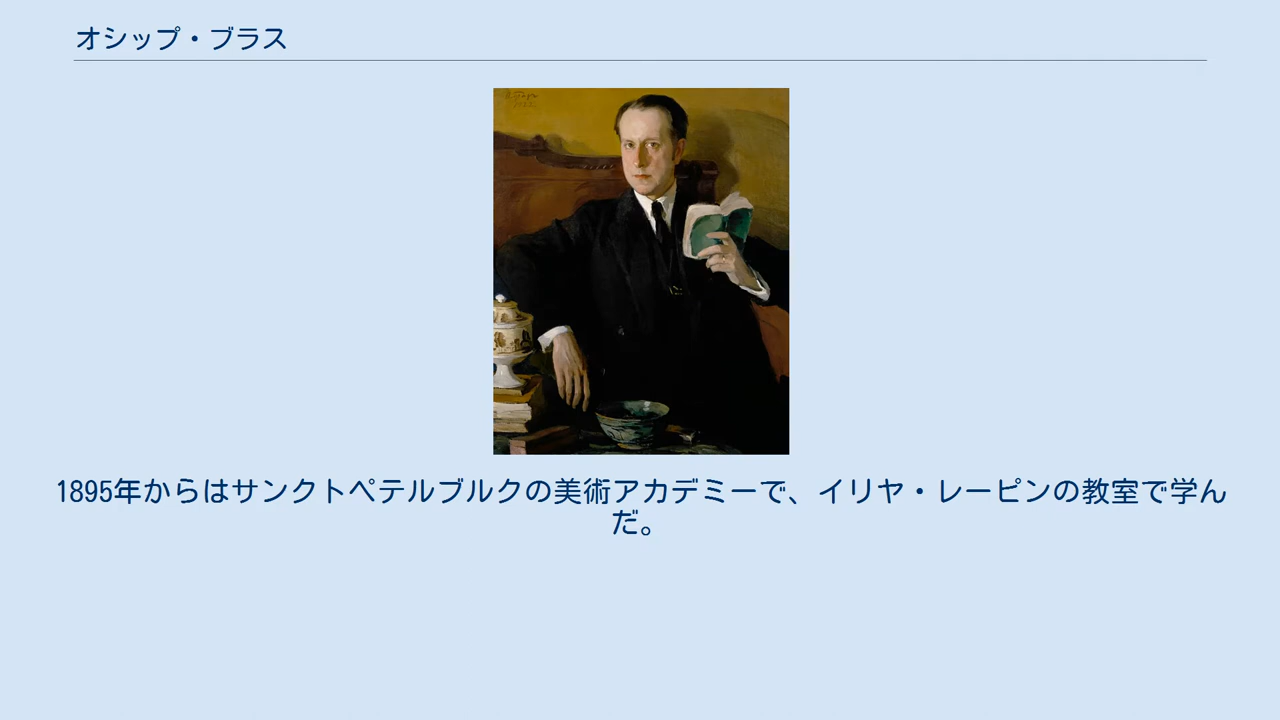 オシップ・ブラス
1895年からはサンクトペテルブルクの美術アカデミーで、イリヤ・レーピンの教室で学ん
だ。